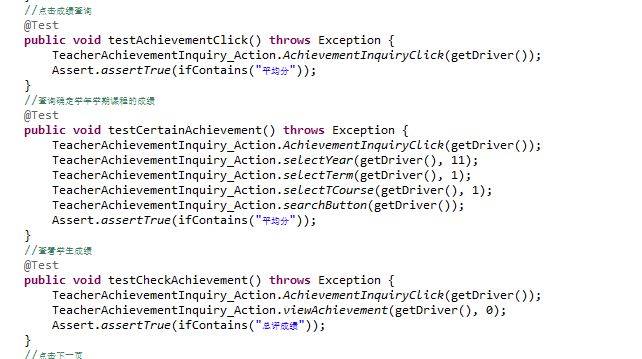 //点击成绩查询
@Test
public void testAchievementClick() throws Exception {
TeacherAchievementInquiry_Action.AchievementInquiryClick(getDriver());
Assert.assertTrue(ifContains("平均分"));
}
//查询确定学年学期课程的成绩
@Test
public void testCertainAchievement() throws Exception {
TeacherAchievementInquiry_Action.AchievementInquiryClick(getDriver());
TeacherAchievementInquiry_Action.selectYear(getDriver(), 11);
TeacherAchievementInquiry_Action.selectTerm(getDriver(), 1);
TeacherAchievementInquiry_Action.selectTCourse(getDriver(), 1);
TeacherAchievementInquiry_Action.searchButton(getDriver());
Assert.assertTrue(ifContains("平均分"));
}
//查看学生成绩
@Test
public void testCheckAchievement() throws Exception {
TeacherAchievementInquiry_Action.AchievementInquiryClick(getDriver());
TeacherAchievementInquiry_Action.viewAchievement(getDriver(), 0);
Assert.assertTrue(ifContains("总评成绩"));
}
//点击下一页